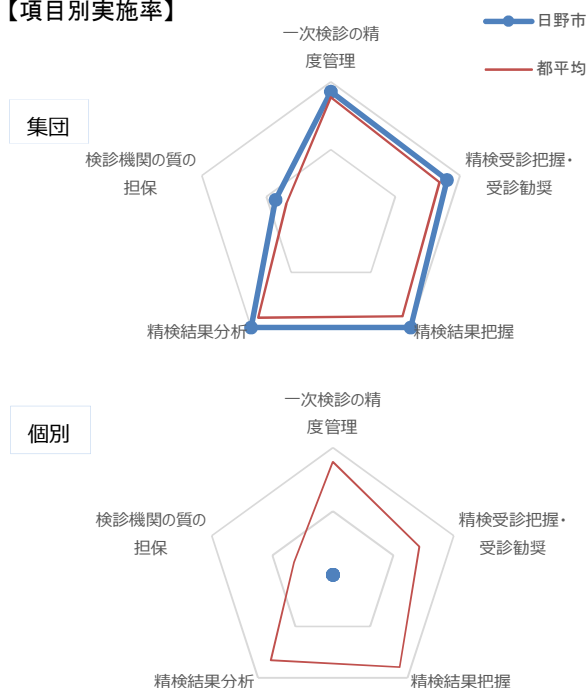 【項目別実施率】
日野市
都平均
集団
一次検診の精
度管理
精検受診把握・
受診勧奨
精検結果把握
精検結果分析
検診機関の質の
担保
個別
一次検診の精
度管理
精検受診把握・
受診勧奨
精検結果把握
精検結果分析
検診機関の質の
担保